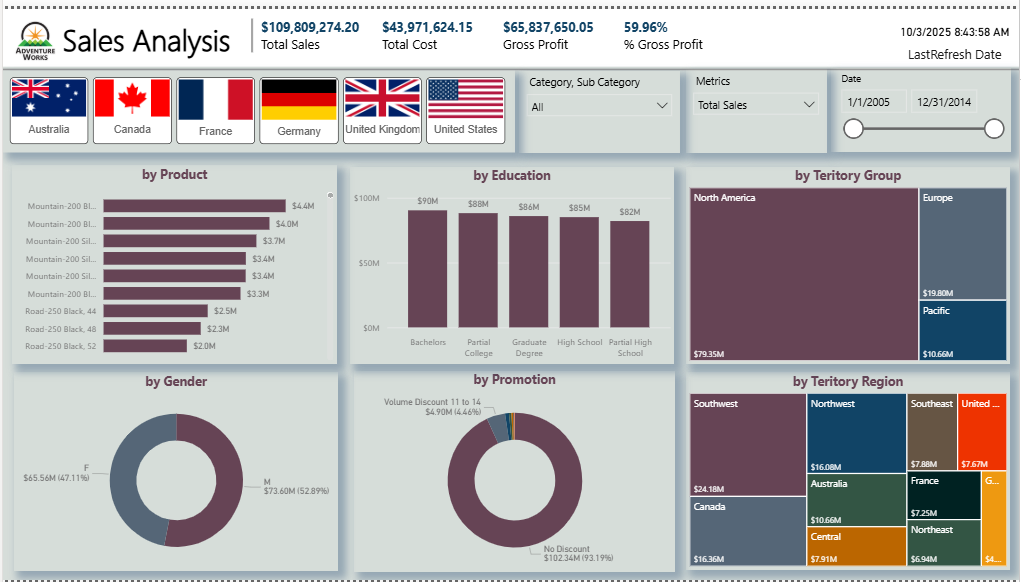 ADVENTURE
WORKS
Sales Analysis
$109,809,274.20
Total Sales
$43,971,624.15
Total Cost
$65,837,650.05
Gross Profit
59.96%
% Gross Profit
10/3/2025 8:43:58 AM
LastRefresh Date
Australia
Canada
France
Germany
United Kingdom
United States
Category, Sub Category
All
Metrics
Total Sales
Date
1/1/2005
12/31/2014
by Product
Mountain-200 Bl... $4.4M
Mountain-200 Bl... $4.0M
Mountain-200 Sil... $3.7M
Mountain-200 Sil... $3.4M
Mountain-200 Sil... $3.4M
Mountain-200 Bl... $3.3M
Road-250 Black, 44 $2.5M
Road-250 Black, 48 $2.3M
Road-250 Black, 52 $2.0M
by Education
$100M
$50M
$0M
$90M
$88M
$86M
$85M
$82M
Bachelors
Partial
College
Graduate
Degree
High School
Partial High
School
by Teritory Group
North America
$79.35M
Europe
$19.80M
Pacific
$10.66M
by Gender
F
$65.56M (47.11%)
M
$73.60M (52.89%)
by Promotion
Volume Discount 11 to 14
$4.90M (4.46%)
No Discount
$102.34M (93.19%)
by Teritory Region
Southwest
$24.18M
Canada
$16.36M
Northwest
$16.08M
Australia
$10.66M
Central
$7.91M
Southeast
$7.88M
United ...
$7.67M
France
$7.25M
Northeast
$6.94M
G...
$4...